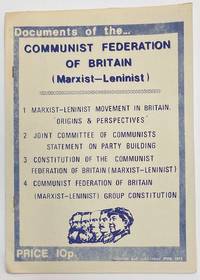 Documents of the...
COMMUNIST FEDERATION
OF BRITAIN
(Marxist-Leninist)
1 MARXIST-LENINIST MOVEMENT IN BRITAIN.
'ORIGINS & PERSPECTIVES'
2 JOINT COMMITTEE OF COMMUNISTS
STATEMENT ON PARTY BUILDING
3 CONSTITUTION OF THE COMMUNIST
FEDERATION OF BRITAIN (MARXIST-LENINIST)
4 COMMUNIST FEDERATION OF BRITAIN
(MARXIST-LENINIST) GROUP CONSTITUTION
PRICE 10p.